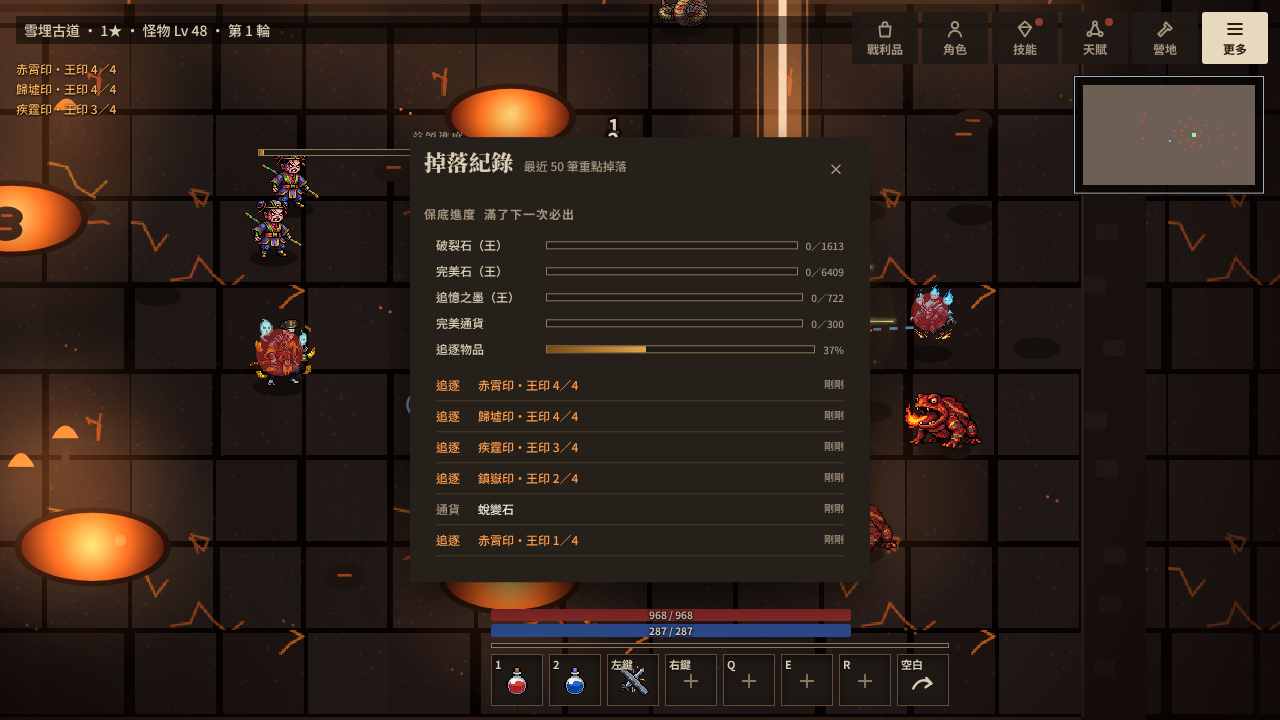 雪埋古道 · 1★ · 怪物 Lv 48 · 第 1 輪
戰利品
角色
技能
天賦
營地
更多
赤霄印·王印 4／4
歸墟印·王印 4／4
疾霆印·王印 3／4
掉落紀錄 最近 50 筆重點掉落
保底進度 滿了下一次必出
破裂石（王） 0／1613
完美石（王） 0／6409
追憶之墨（王） 0／722
完美通貨 0／300
追逐物品 37%
追逐 赤霄印·王印 4／4 剛剛
追逐 歸墟印·王印 4／4 剛剛
追逐 疾霆印·王印 3／4 剛剛
追逐 鎮嶽印·王印 2／4 剛剛
通貨 蛻變石 剛剛
追逐 赤霄印·王印 1／4 剛剛
968 / 968
287 / 287
1
2
左鍵
右鍵
Q
E
R
空白